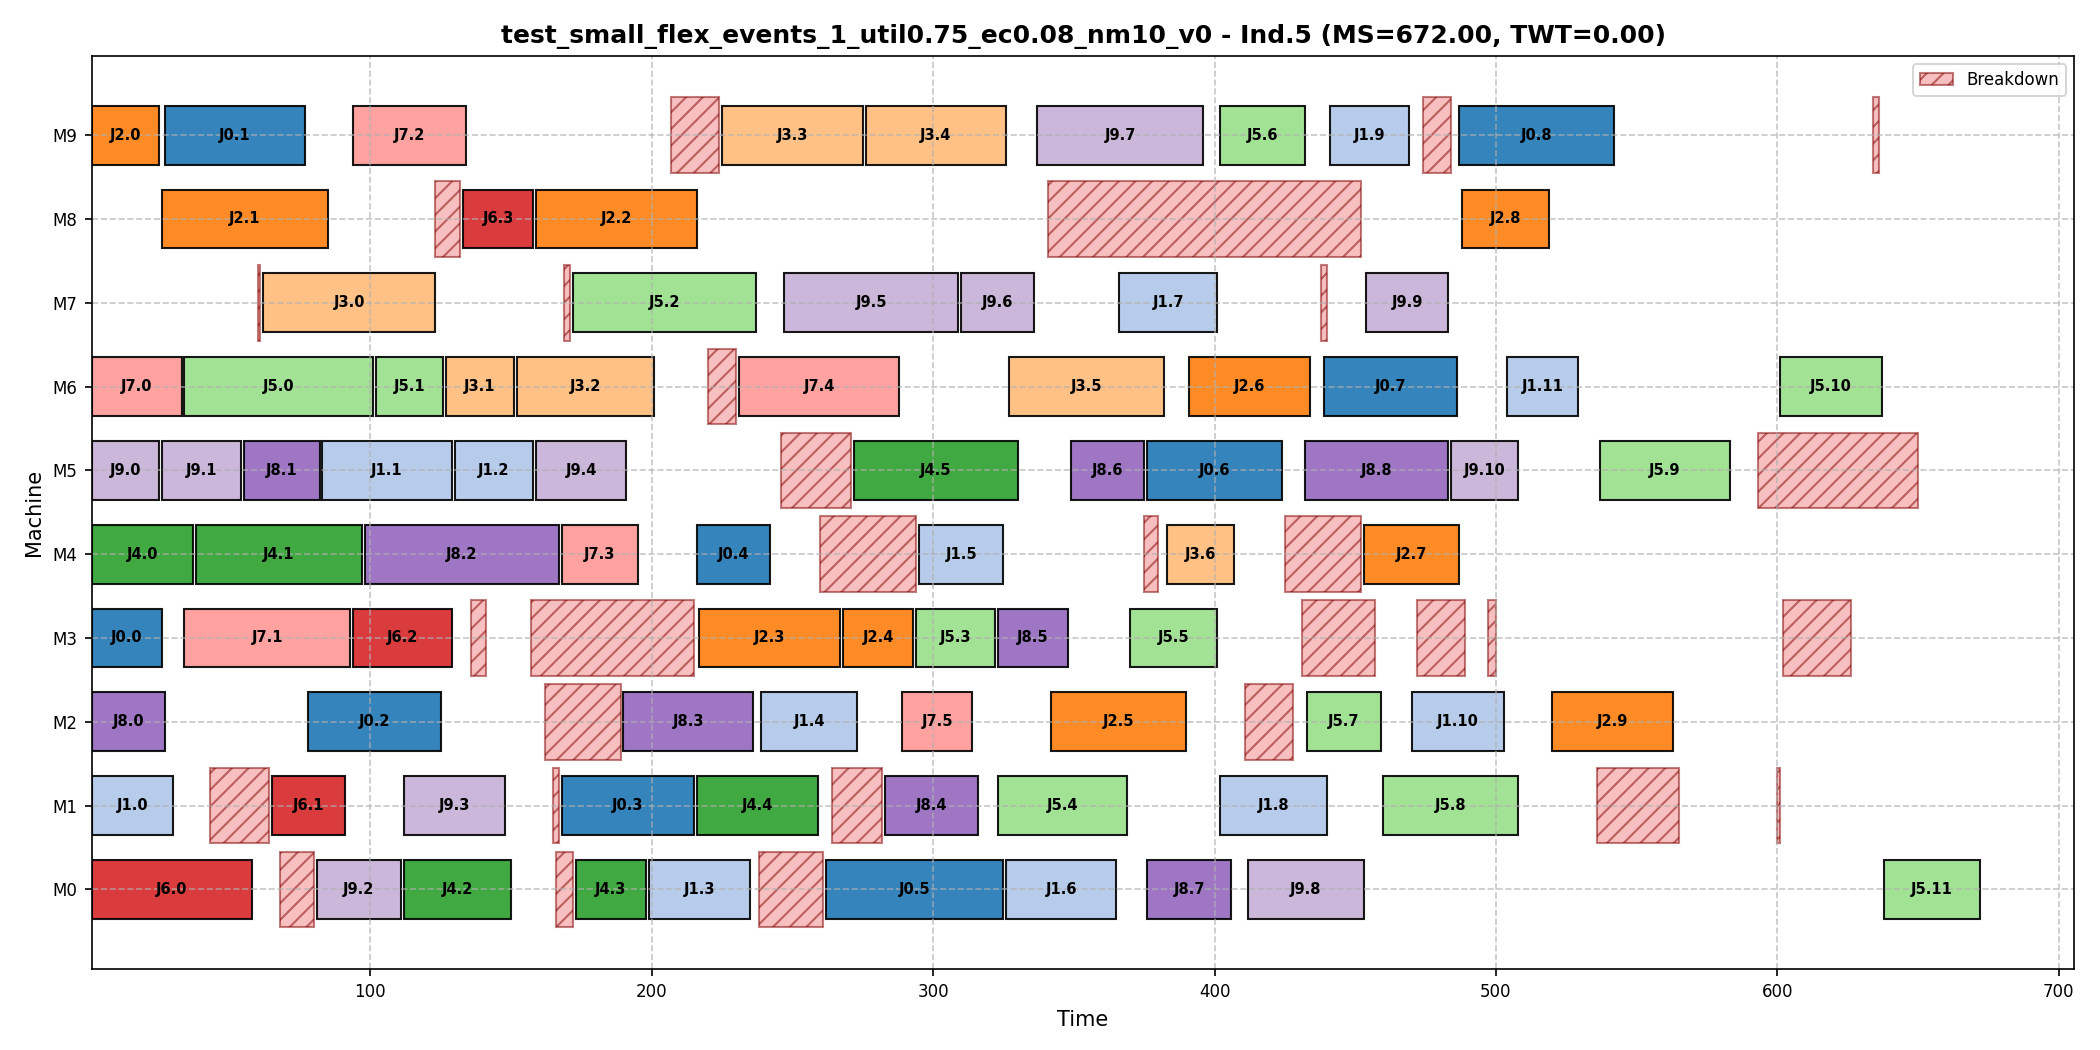 test_small_flex_events_1_util0.75_ec0.08_nm10_v0 - Ind.5 (MS=672.00, TWT=0.00)
Breakdown
M9 J2.0 J0.1 J7.2 J3.3 J3.4 J9.7 J5.6 J1.9 J0.8
M8 J2.1 J6.3 J2.2 J2.8
M7 J3.0 J5.2 J9.5 J9.6 J1.7 J9.9
M6 J7.0 J5.0 J5.1 J3.1 J3.2 J7.4 J3.5 J2.6 J0.7 J1.11 J5.10
M5 J9.0 J9.1 J8.1 J1.1 J1.2 J9.4 J4.5 J8.6 J0.6 J8.8 J9.10 J5.9
M4 J4.0 J4.1 J8.2 J7.3 J0.4 J1.5 J3.6 J2.7
M3 J0.0 J7.1 J6.2 J2.3 J2.4 J5.3 J8.5 J5.5
M2 J8.0 J0.2 J8.3 J1.4 J7.5 J2.5 J5.7 J1.10 J2.9
M1 J1.0 J6.1 J9.3 J0.3 J4.4 J8.4 J5.4 J1.8 J5.8
M0 J6.0 J9.2 J4.2 J4.3 J1.3 J0.5 J1.6 J8.7 J9.8 J5.11
Machine
100 200 300 400 500 600 700
Time